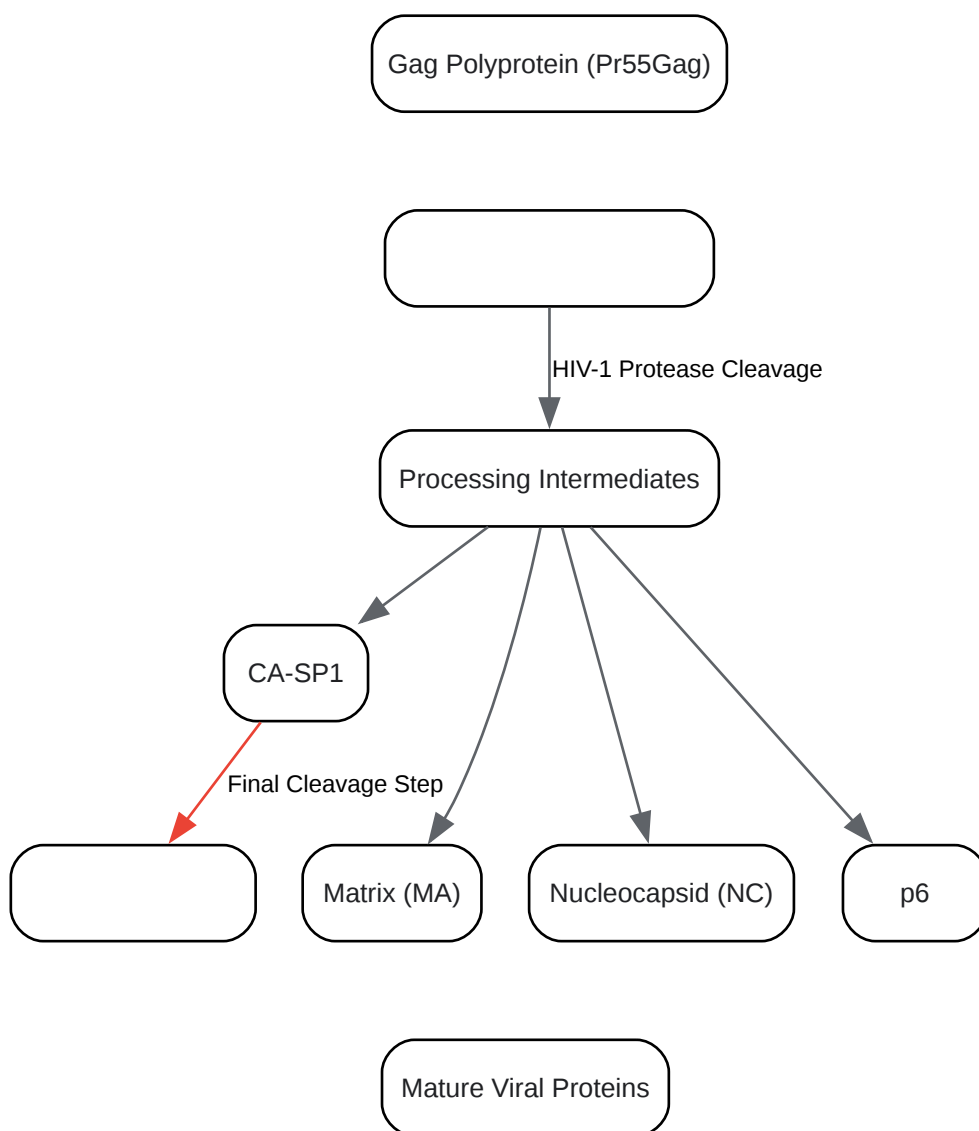 Gag Polyprotein (Pr55Gag)
HIV-1 Protease Cleavage
Processing Intermediates
CA-SP1
Final Cleavage Step
Matrix (MA)
Nucleocapsid (NC)
p6
Mature Viral Proteins